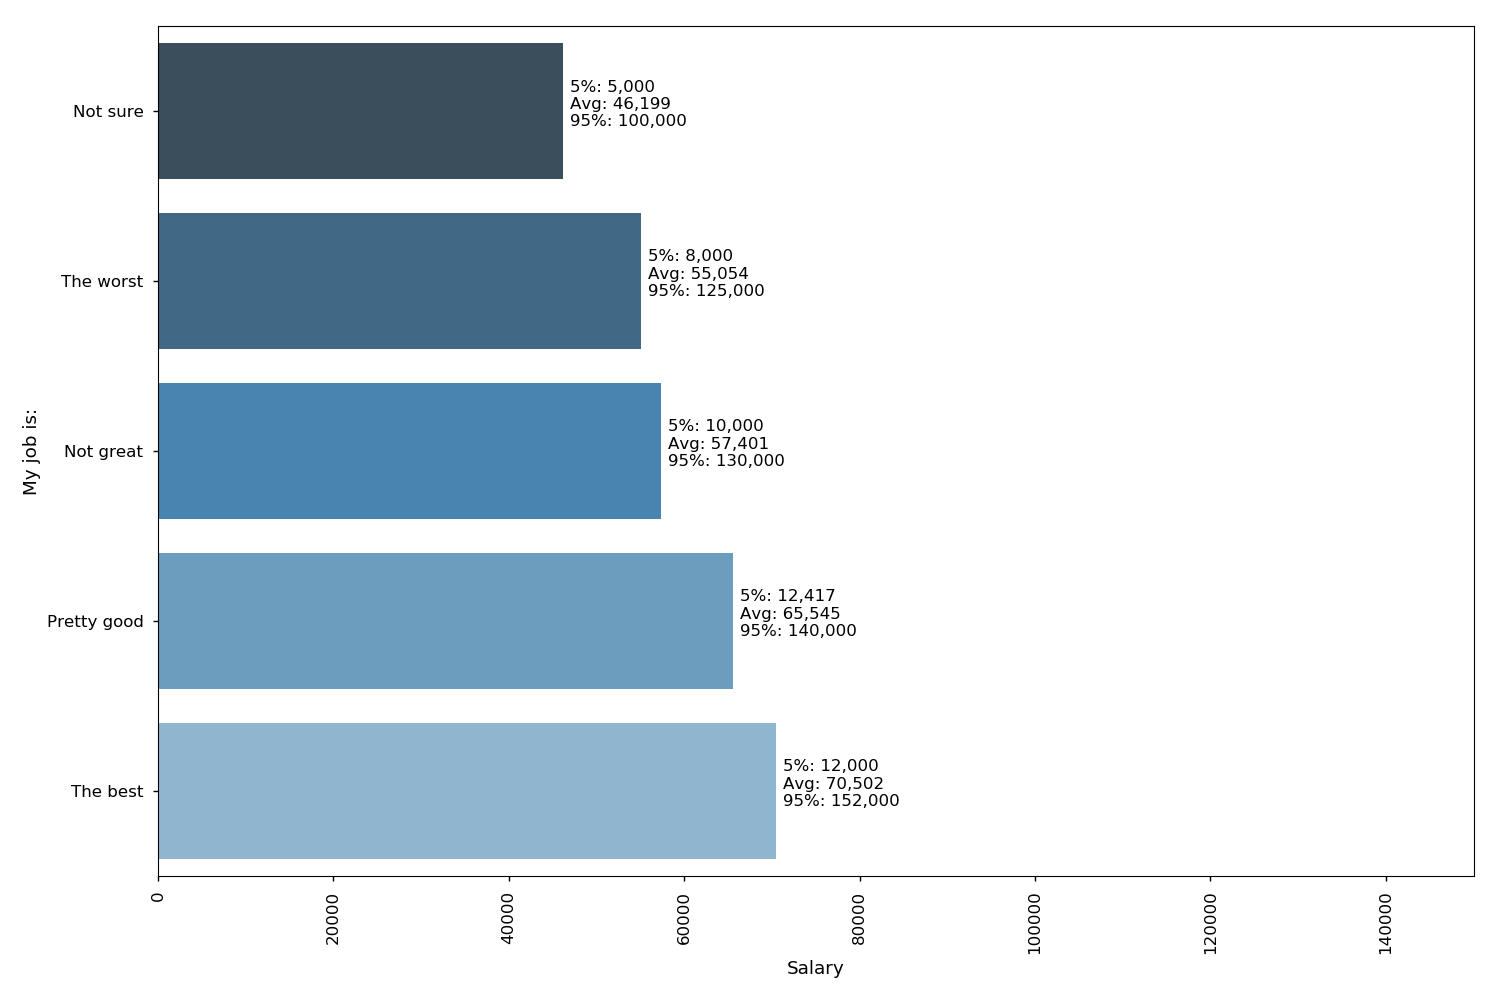 Not sure
5%: 5,000
Avg: 46,199
95%: 100,000
The worst
5%: 8,000
Avg: 55,054
95%: 125,000
My job is:
Not great
5%: 10,000
Avg: 57,401
95%: 130,000
Pretty good
5%: 12,417
Avg: 65,545
95%: 140,000
The best
5%: 12,000
Avg: 70,502
95%: 152,000
0
20000
40000
60000
80000
100000
120000
140000
Salary